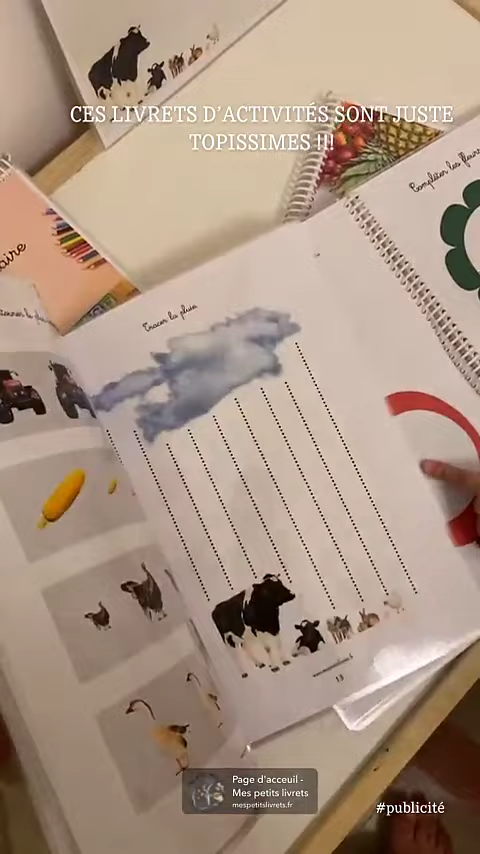 CES LIVRETS D'ACTIVITÉS SONT JUSTE
TOPISSIMES !!!
Compléter les fleurs
aire
Tracer la pluie
13
Page d'acceuil -
Mes petits livrets
mespetitslivrets.fr
#publicité